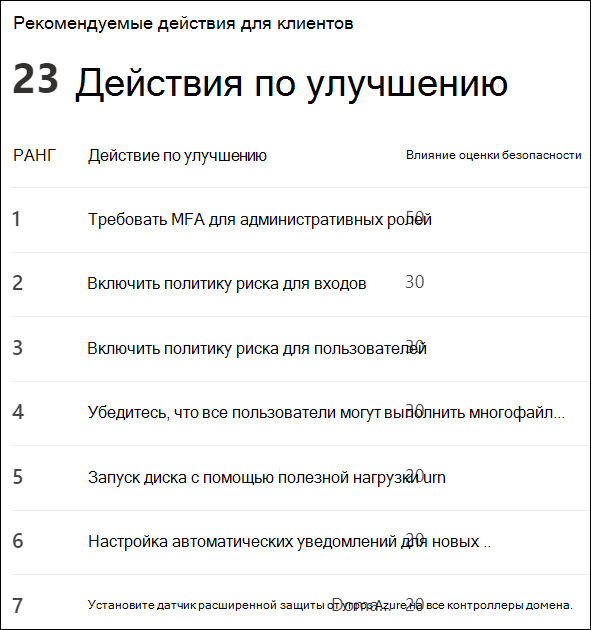 Рекомендуемые действия для клиентов
23 Действия по улучшению
РАНГ Действие по улучшению Влияние оценки безопасности
1 Требовать MFA для административных ролей 50
2 Включить политику риска для входов 30
3 Включить политику риска для пользователей 30
4 Убедитесь, что все пользователи могут выполнить многофайл... 30
5 Запуск диска с помощью полезной нагрузки urn 20
6 Настройка автоматических уведомлений для новых .. 20
7 Установите датчик расширенной защиты от угроз Azure на все контроллеры домена. 20